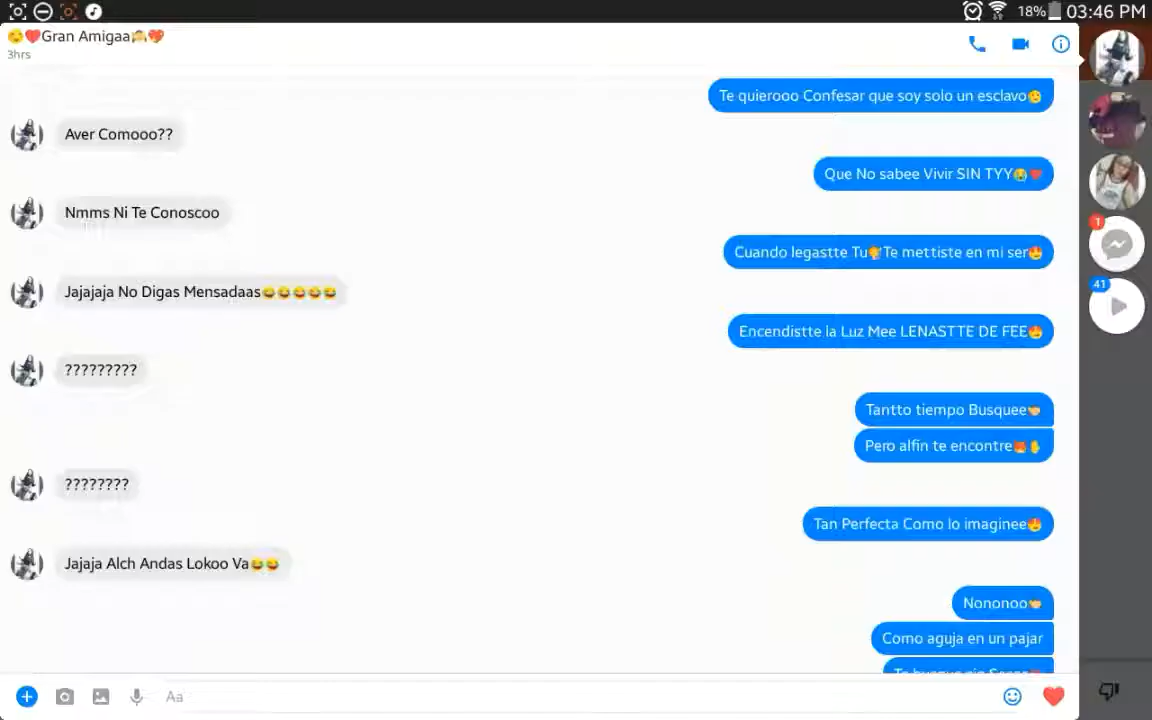 18% 03:46 PM
😏❤️Gran Amigaa🙈💖
3hrs
Te quierooo Confesar que soy solo un esclavo
Aver Comooo??
Que No sabee Vivir SIN TYY😭❤️
Nmms Ni Te Conoscoo
Cuando legastte Tu Te mettiste en mi ser😍
Jajajaja No Digas Mensadaas😂😂😂😂😂
Encendistte la Luz Mee LENASTTE DE FEE😍
?????????
Tantto tiempo Busquee
Pero alfin te encontre
????????
Tan Perfecta Como lo imaginee😍
Jajaja Alch Andas Lokoo Va😂😂
Nononoo
Como aguja en un pajar
Aa
1
41